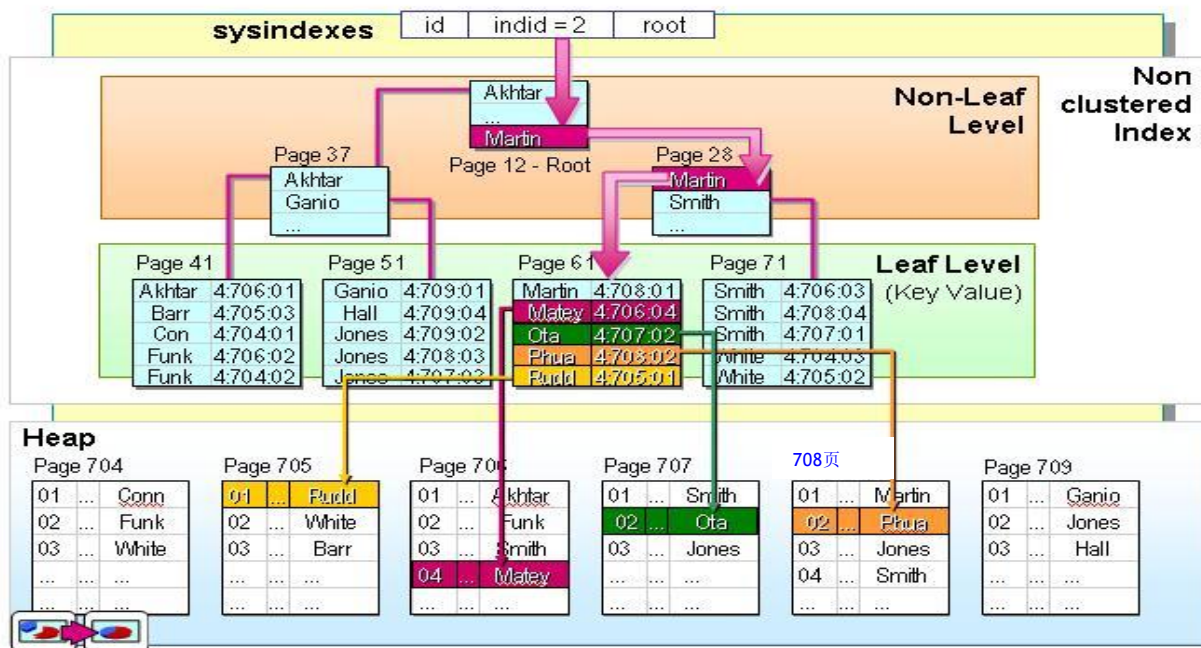 sysindexes id indid = 2 root
Non clustered Index
Non-Leaf Level
Akhtar
...
Martin
Page 12 - Root
Page 37
Akhtar
Ganio
...
Page 28
Martin
Smith
...
Leaf Level
(Key Value)
Page 41
Akhtar 4:706:01
Barr 4:705:03
Con 4:704:01
Funk 4:706:02
Funk 4:704:02
Page 51
Ganio 4:709:01
Hall 4:709:04
Jones 4:709:02
Jones 4:708:03
Jones 4:707:03
Page 61
Martin 4:708:01
Matey 4:706:04
Ota 4:707:02
Phua 4:708:02
Rudd 4:705:01
Page 71
Smith 4:706:03
Smith 4:708:04
Smith 4:707:01
White 4:704:03
White 4:705:02
Heap
Page 704
01 ... Conn
02 ... Funk
03 ... White
... ... ...
... ... ...
Page 705
01 ... Rudd
02 ... White
03 ... Barr
... ... ...
... ... ...
Page 706
01 ... Akhtar
02 ... Funk
03 ... Smith
04 ... Matey
... ... ...
Page 707
01 ... Smith
02 ... Ota
03 ... Jones
... ... ...
... ... ...
708页
01 ... Martin
02 ... Phua
03 ... Jones
04 ... Smith
... ... ...
Page 709
01 ... Ganio
02 ... Jones
03 ... Hall
... ... ...
... ... ...